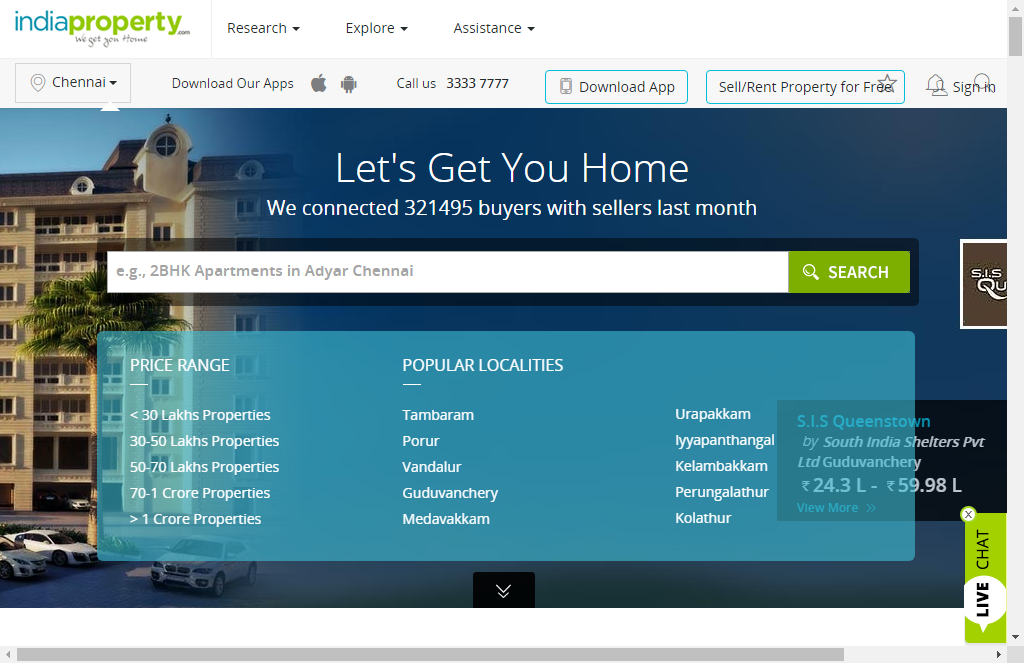 indiaproperty.com
We get you Home
Research
Explore
Assistance
Chennai
Download Our Apps
Call us 3333 7777
Download App
Sell/Rent Property for Free
Sign in
Let's Get You Home
We connected 321495 buyers with sellers last month
e.g., 2BHK Apartments in Adyar Chennai
SEARCH
S.I.S
Qu
PRICE RANGE
< 30 Lakhs Properties
30-50 Lakhs Properties
50-70 Lakhs Properties
70-1 Crore Properties
> 1 Crore Properties
POPULAR LOCALITIES
Tambaram
Porur
Vandalur
Guduvanchery
Medavakkam
Urapakkam
Iyyapanthangal
Kelambakkam
Perungalathur
Kolathur
S.I.S Queenstown
by South India Shelters Pvt
Ltd Guduvanchery
₹ 24.3 L - ₹ 59.98 L
View More »
LIVE CHAT